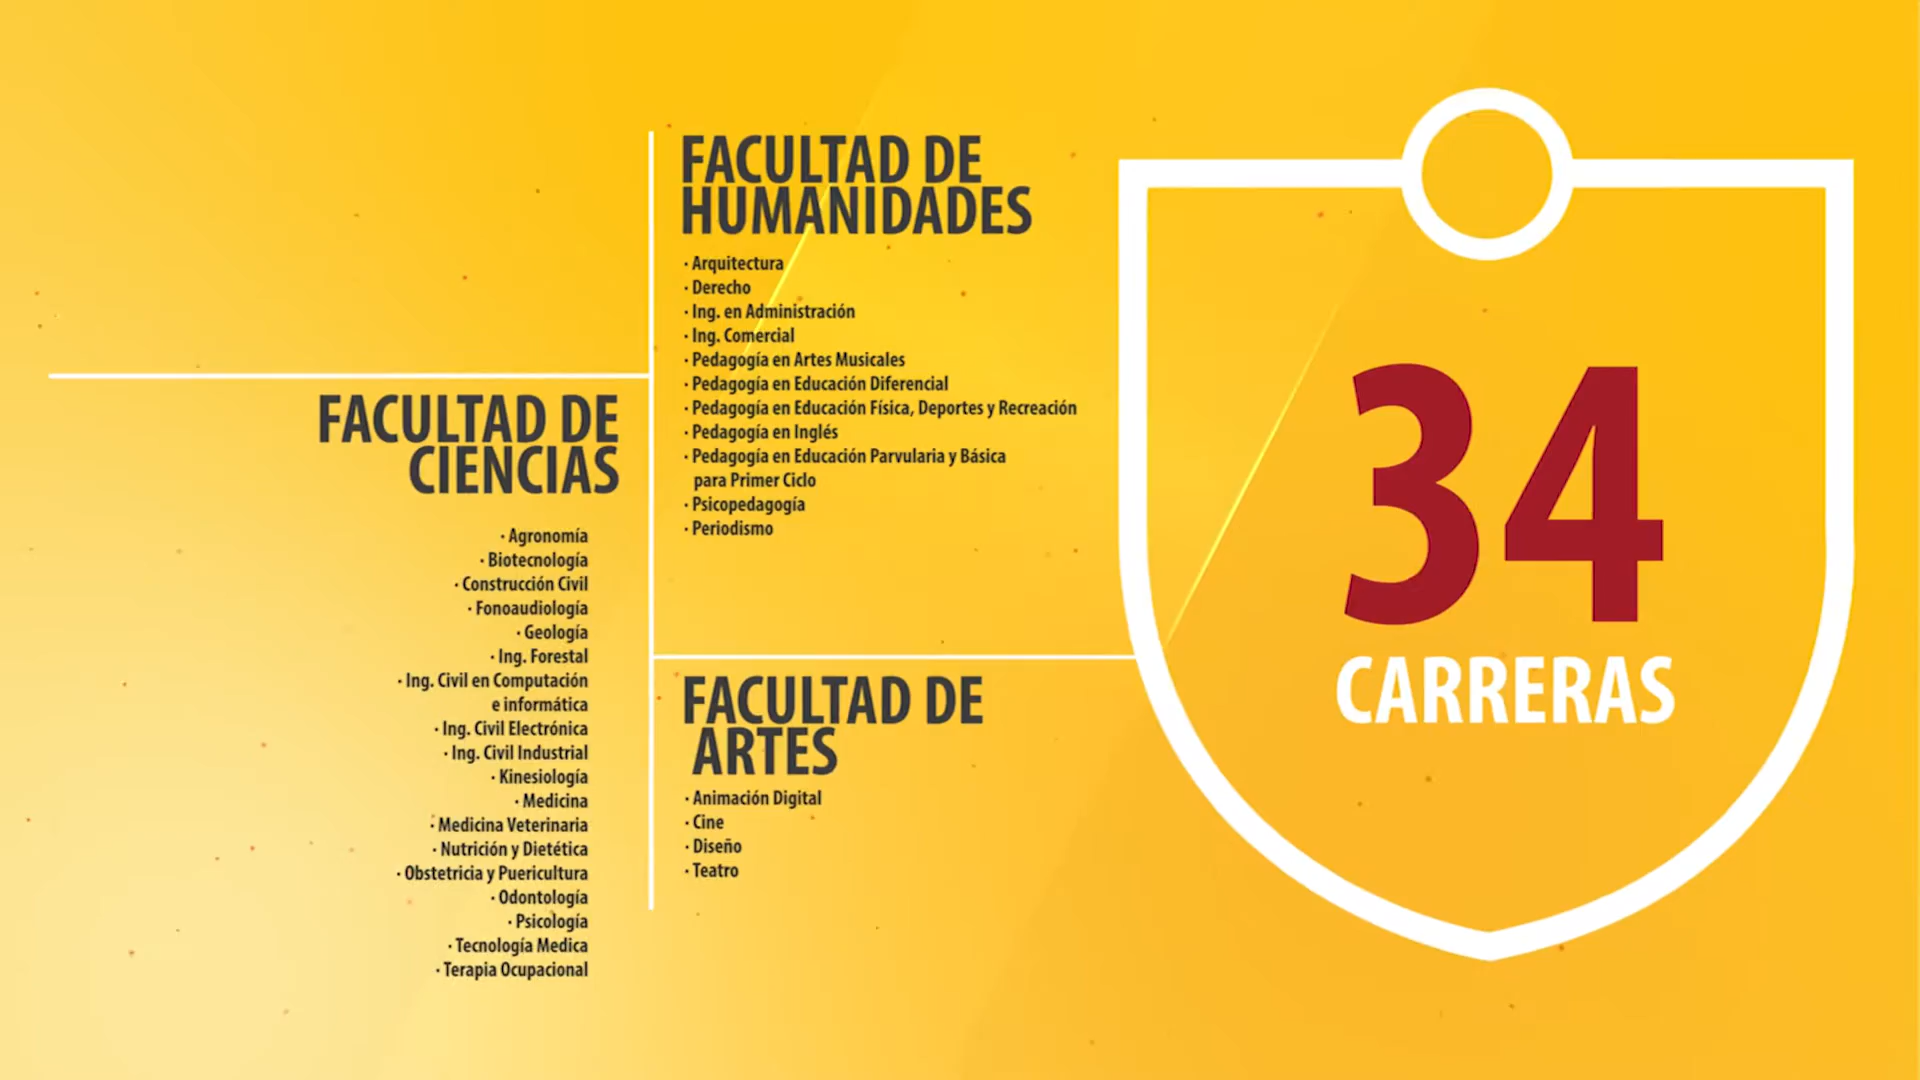 FACULTAD DE
HUMANIDADES
· Arquitectura
· Derecho
· Ing. en Administración
· Ing. Comercial
· Pedagogía en Artes Musicales
· Pedagogía en Educación Diferencial
· Pedagogía en Educación Física, Deportes y Recreación
· Pedagogía en Inglés
· Pedagogía en Educación Parvularia y Básica
para Primer Ciclo
· Psicopedagogía
· Periodismo
FACULTAD DE
CIENCIAS
· Agronomía
· Biotecnología
· Construcción Civil
· Fonoaudiología
· Geología
· Ing. Forestal
· Ing. Civil en Computación
e informática
· Ing. Civil Electrónica
· Ing. Civil Industrial
· Kinesiología
· Medicina
· Medicina Veterinaria
· Nutrición y Dietética
· Obstetricia y Puericultura
· Odontología
· Psicología
· Tecnología Medica
· Terapia Ocupacional
FACULTAD DE
ARTES
· Animación Digital
· Cine
· Diseño
· Teatro
34
CARRERAS